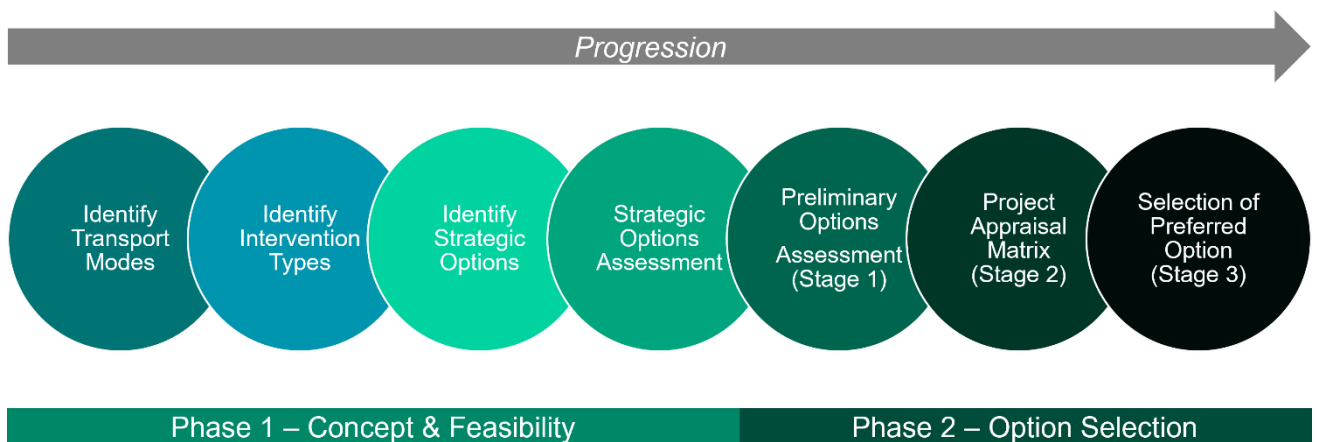 Progression
Identify
Transport
Modes
Identify
Intervention
Types
Identify
Strategic
Options
Strategic
Options
Assessment
Preliminary
Options
Assessment
(Stage 1)
Project
Appraisal
Matrix
(Stage 2)
Selection of
Preferred
Option
(Stage 3)
Phase 1 – Concept & Feasibility
Phase 2 – Option Selection